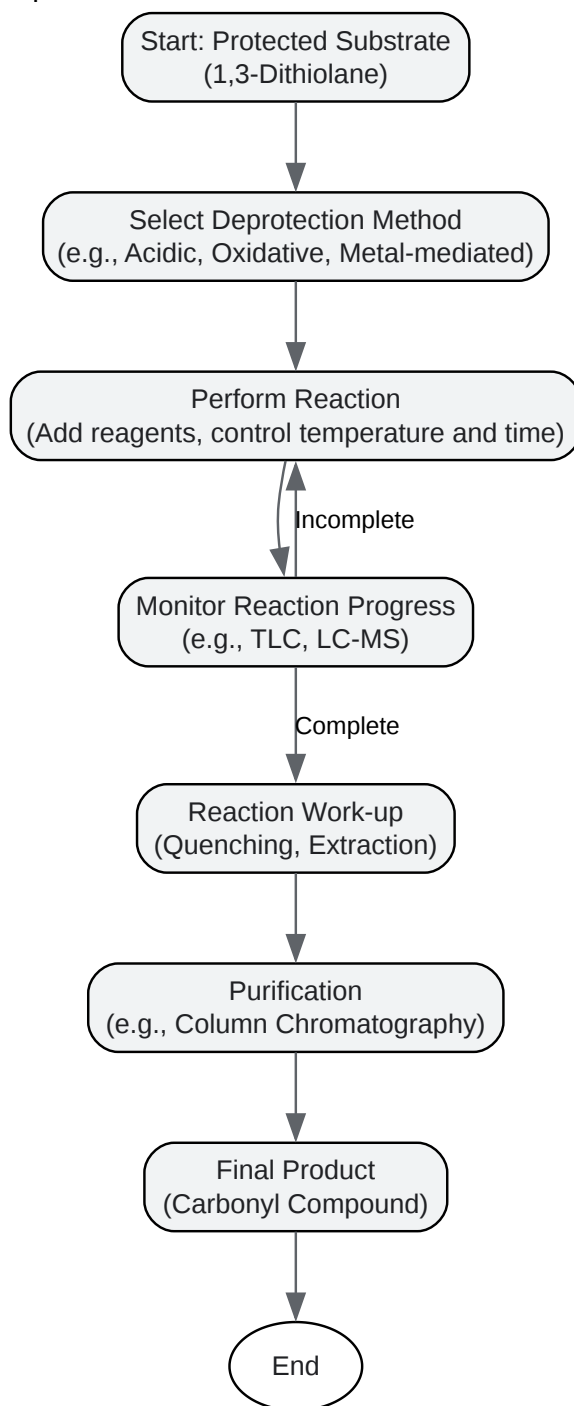 Start: Protected Substrate
(1,3-Dithiolane)
Select Deprotection Method
(e.g., Acidic, Oxidative, Metal-mediated)
Perform Reaction
(Add reagents, control temperature and time)
Incomplete
Monitor Reaction Progress
(e.g., TLC, LC-MS)
Complete
Reaction Work-up
(Quenching, Extraction)
Purification
(e.g., Column Chromatography)
Final Product
(Carbonyl Compound)
End